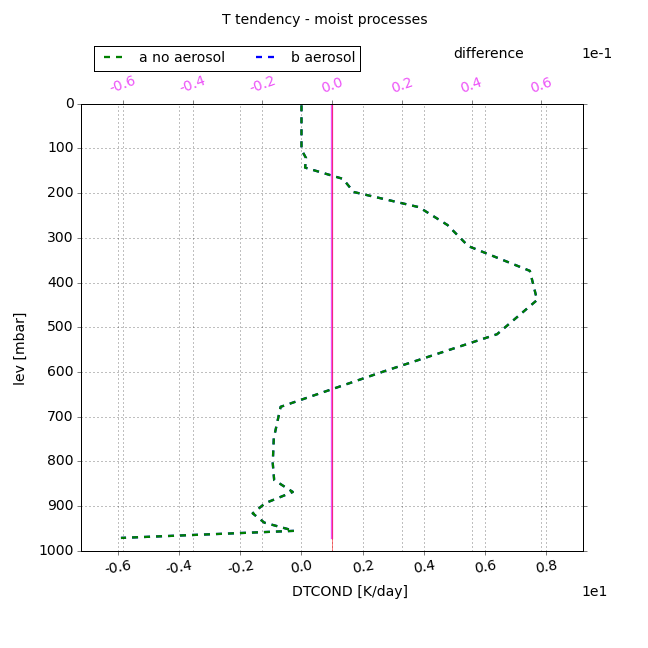 T tendency - moist processes
a no aerosol b aerosol difference 1e-1
-0.6 -0.4 -0.2 0.0 0.2 0.4 0.6
0
100
200
300
400
500
600
700
800
900
1000
lev [mbar]
-0.6 -0.4 -0.2 0.0 0.2 0.4 0.6 0.8
DTCOND [K/day] 1e1